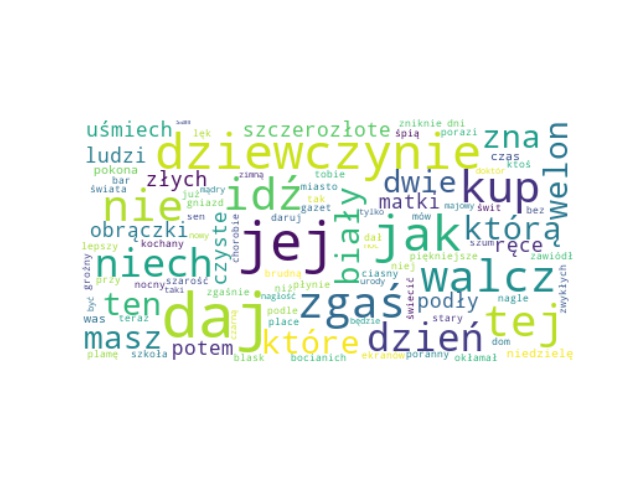 uśmiech
szczerozłote
zniknie dni
lęk
śpią
porazi
ktoś
zna
welon
ludzi
dziewczynie
czas
pokona
bar
złych
zimną
tobie
dwie
kup
doktór
świata
już
mądry
idź
miasto
biały
matki
majowy
świt
bez
gniazd
tak
nie
sen
daruj
gazet
tylko
mów
którą
ręce
obrączki
czyste
chorobie
jej
dał
jak
szum
lepszy
kochany
nowy
piękniejsze
zawiódł
groźny
niech
szarość
brudną
niż
ciasny
niej
walcz
zwykłych
przy
nocny
taki
zgaśnie
nagłość
płynie
urody
świecić
być
ten
daj
podle
zgaś
podły
nagle
was
teraz
czarną
place
będzie
stary
tej
masz
które
dzień
dom
plamę
szkoła
potem
blask
bocianich
ekranów
poranny
okłamał
niedzielę